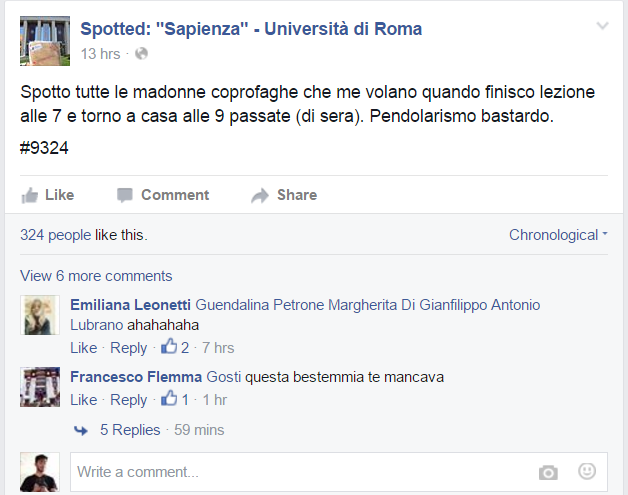 Spotted: "Sapienza" - Università di Roma
13 hrs ·
Spotto tutte le madonne coprofaghe che me volano quando finisco lezione
alle 7 e torno a casa alle 9 passate (di sera). Pendolarismo bastardo.
#9324
Like Comment Share
324 people like this. Chronological
View 6 more comments
Emiliana Leonetti Guendalina Petrone Margherita Di Gianfilippo Antonio
Lubrano ahahahaha
Like · Reply · 2 · 7 hrs
Francesco Flemma Gosti questa bestemmia te mancava
Like · Reply · 1 · 1 hr
5 Replies · 59 mins
Write a comment...